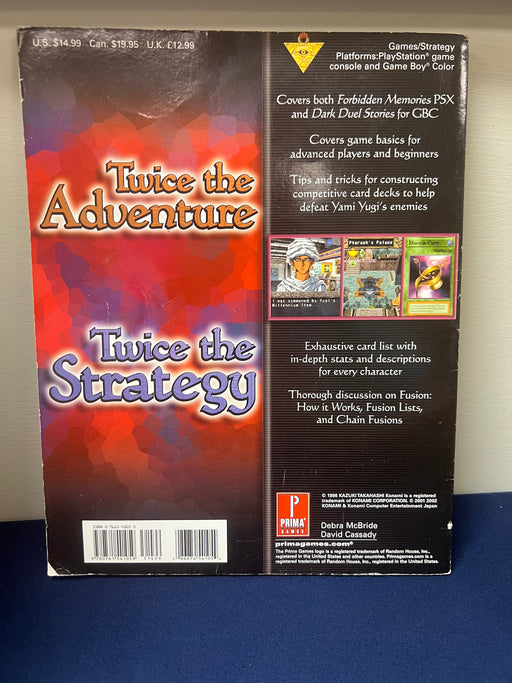 U.S. $14.99 Can. $19.95 U.K. £12.99
Games/Strategy
Platforms:PlayStation® game
console and Game Boy® Color
Covers both Forbidden Memories PSX
and Dark Duel Stories for GBC
Covers game basics for
advanced players and beginners
Tips and tricks for constructing
competitive card decks to help
defeat Yami Yugi's enemies
Twice the
Adventure
Pharaoh's Palace
I was summoned by Yugi's
Millennium Item
Twice the
Strategy
Exhaustive card list with
in-depth stats and descriptions
for every character
Thorough discussion on Fusion:
How it Works, Fusion Lists,
and Chain Fusions
© 1996 KAZUKI TAKAHASHI Konami is a registered
trademark of KONAMI CORPORATION. © 2001 2002
KONAMI & Konami Computer Entertainment Japan
PRIMA
GAMES
Debra McBride
David Cassady
primagames.com®
The Prima Games logo is a registered trademark of Random House, Inc.,
registered in the United States and other countries. Primagames.com is a
registered trademark of Random House, Inc., registered in the United States.
51499